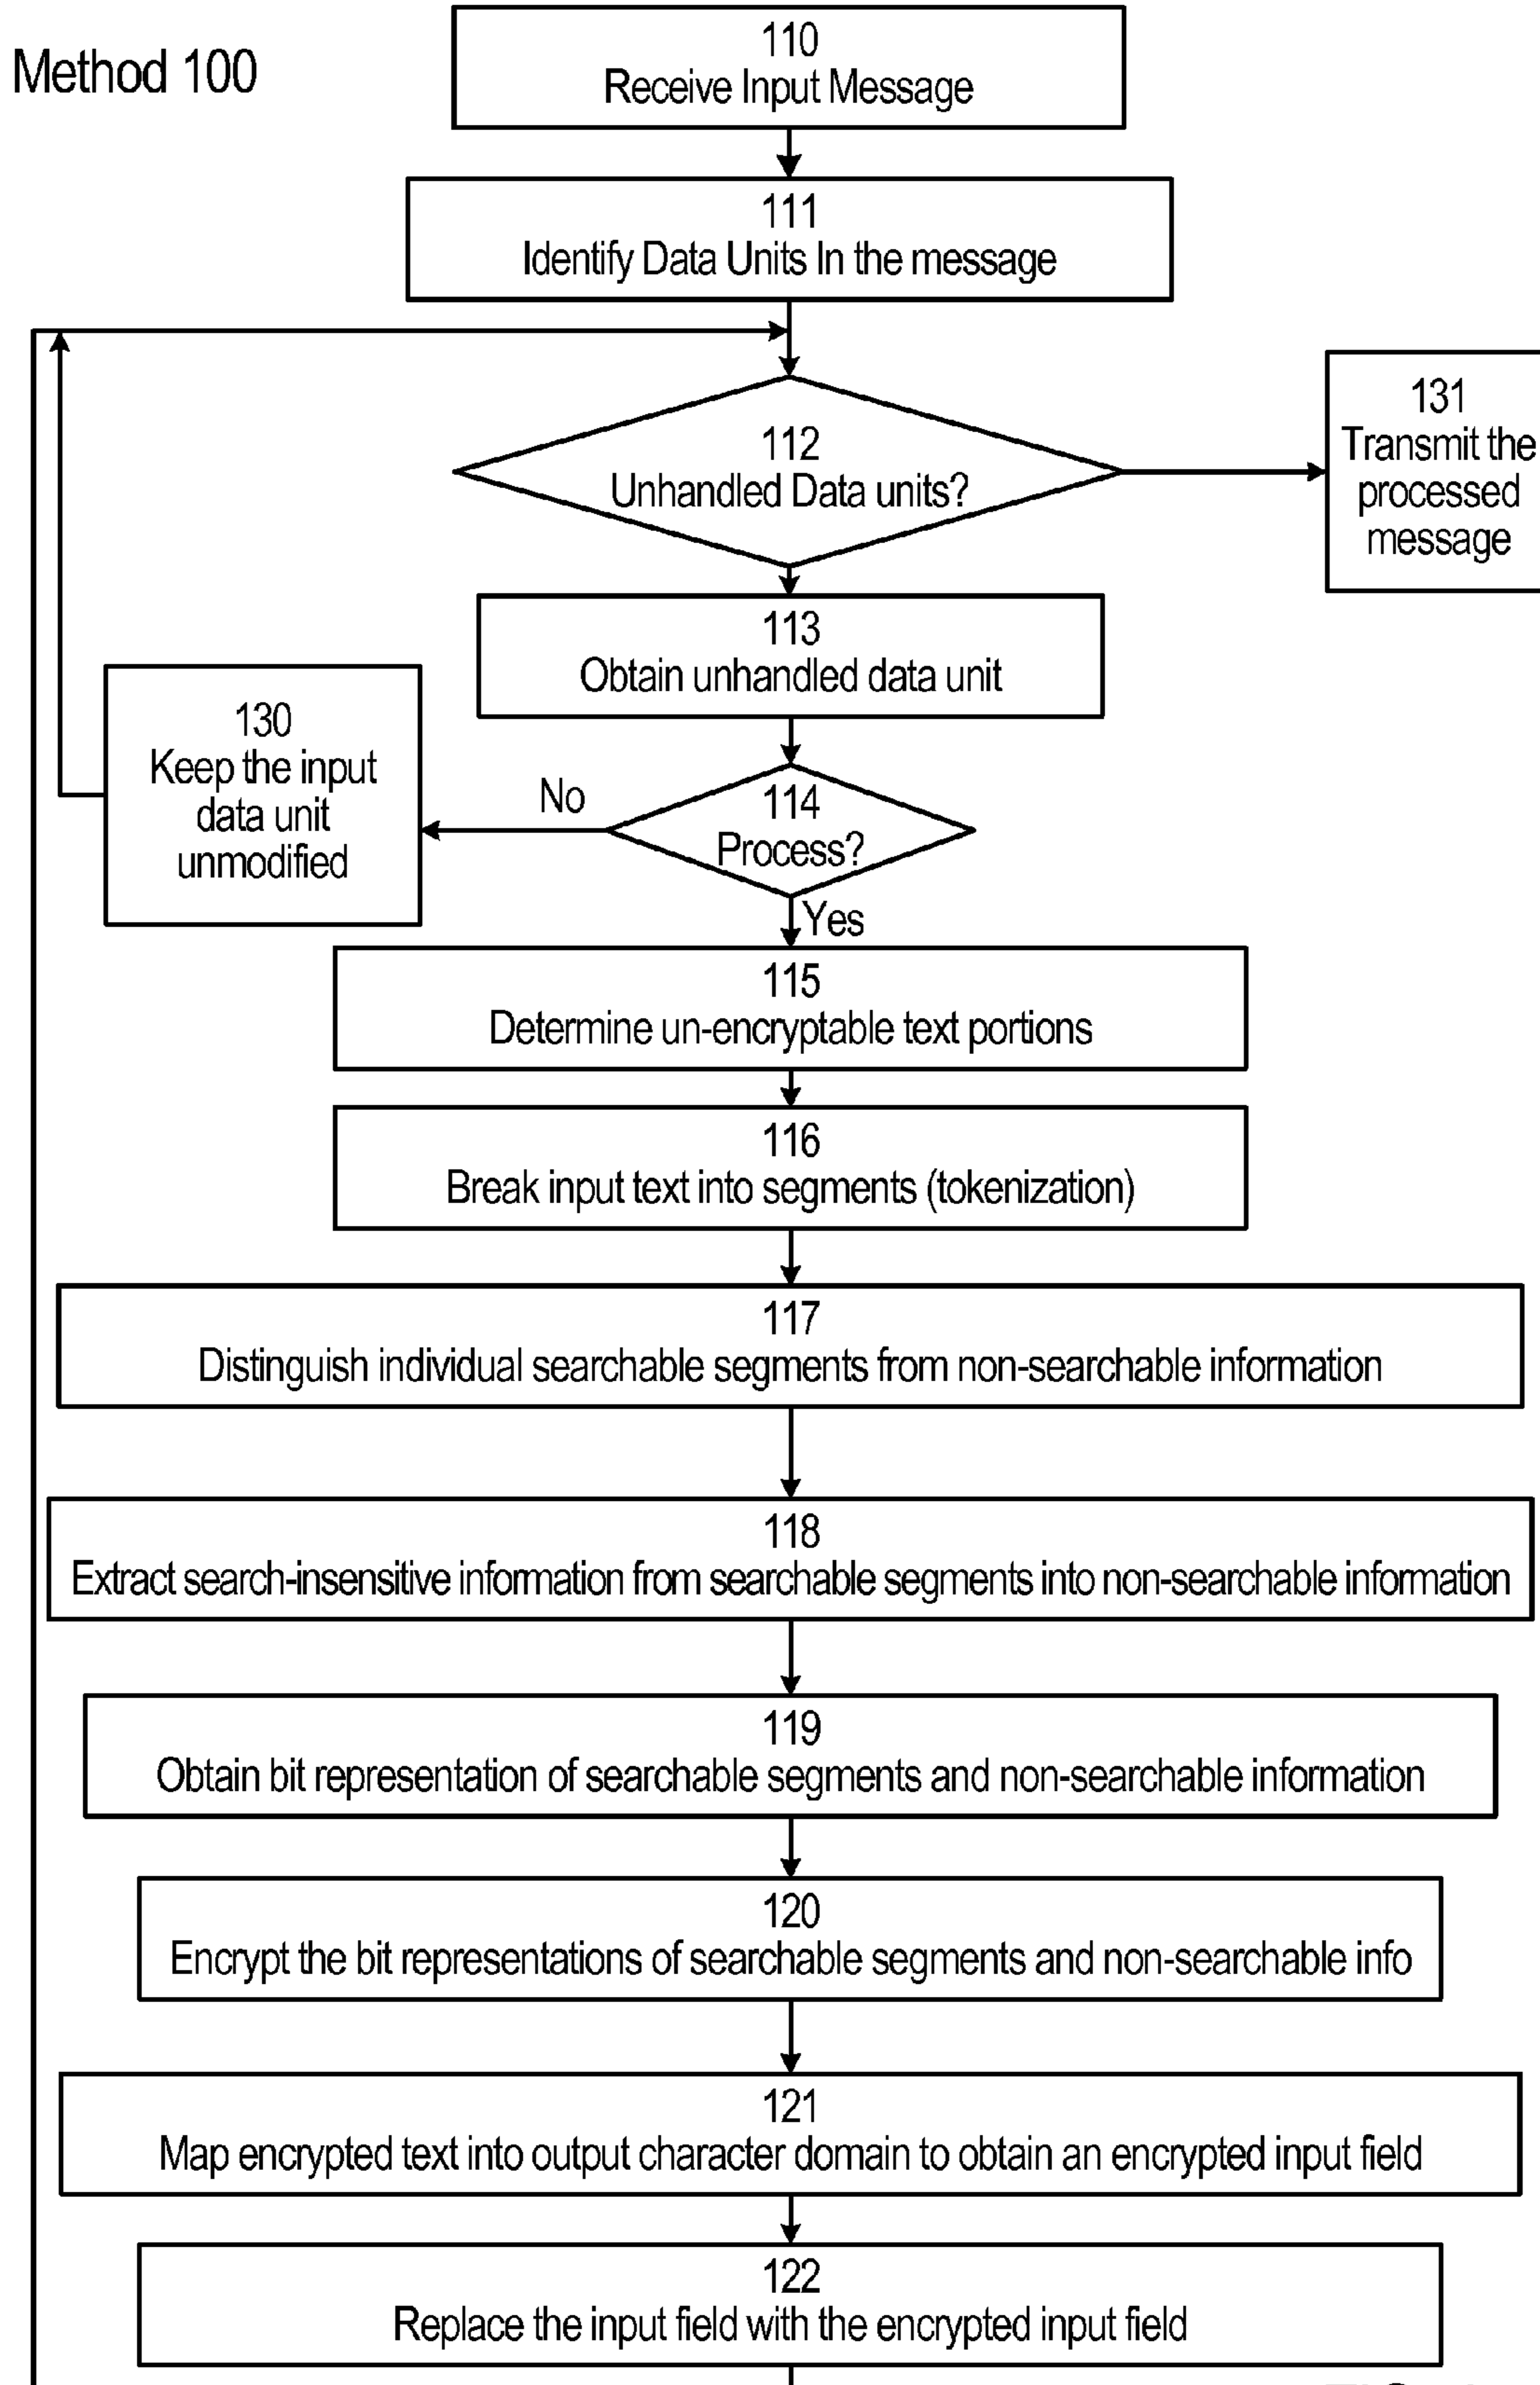 Method 100
110
Receive Input Message
111
Identify Data Units In the message
112
Unhandled Data units?
131
Transmit the
processed
message
113
Obtain unhandled data unit
130
Keep the input
data unit
unmodified
No
114
Process?
Yes
115
Determine un-encryptable text portions
116
Break input text into segments (tokenization)
117
Distinguish individual searchable segments from non-searchable information
118
Extract search-insensitive information from searchable segments into non-searchable information
119
Obtain bit representation of searchable segments and non-searchable information
120
Encrypt the bit representations of searchable segments and non-searchable info
121
Map encrypted text into output character domain to obtain an encrypted input field
122
Replace the input field with the encrypted input field